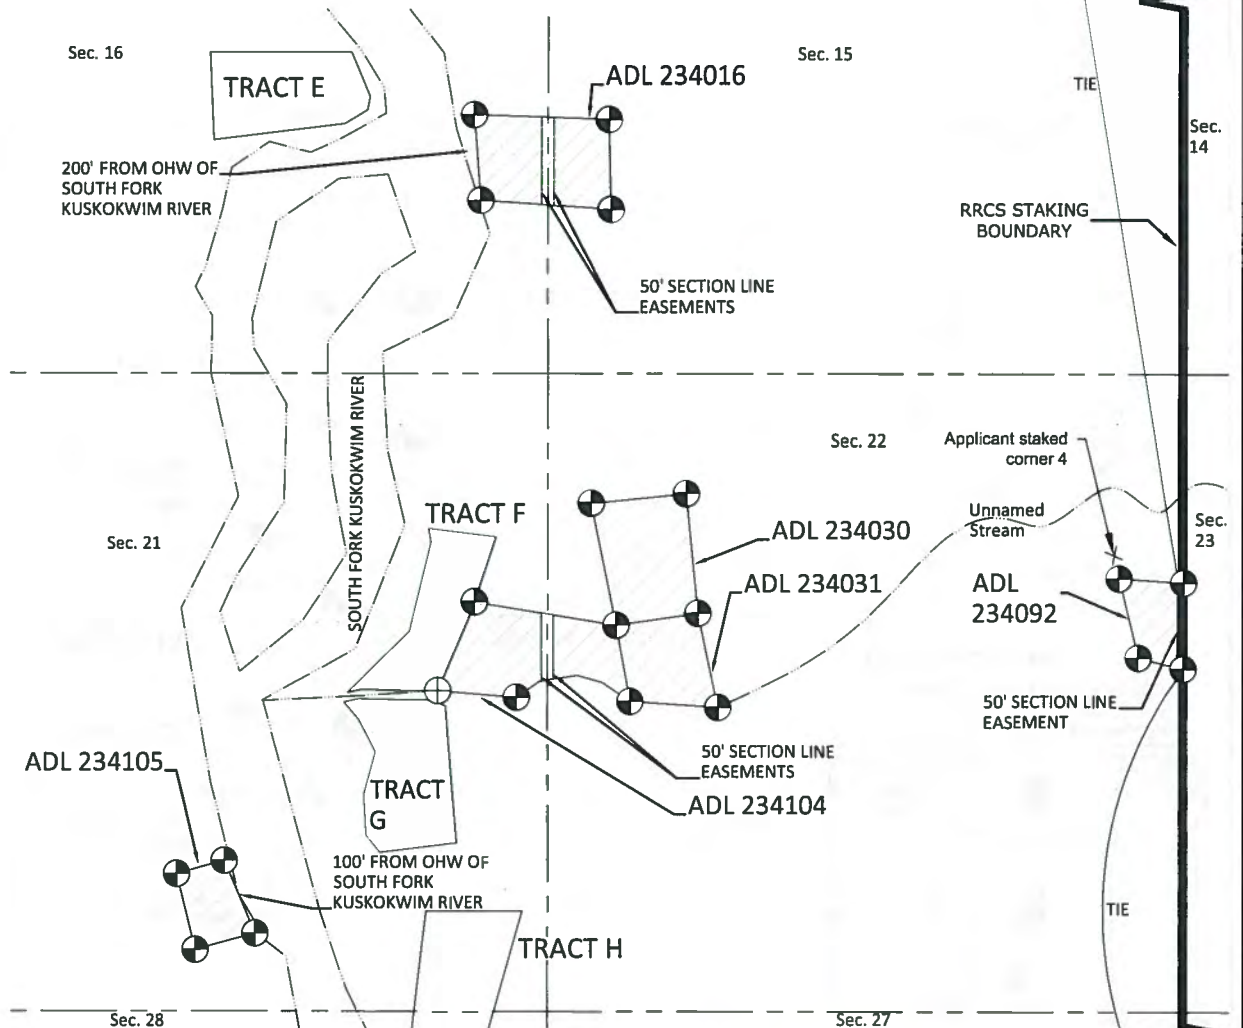 Sec. 16
Sec. 15
TRACT E
ADL 234016
TIE
Sec.
14
200' FROM OHW OF
SOUTH FORK
KUSKOKWIM RIVER
RRCS STAKING
BOUNDARY
50' SECTION LINE
EASEMENTS
SOUTH FORK KUSKOKWIM RIVER
Sec. 22
Applicant staked
corner 4
TRACT F
Unnamed
Stream
Sec.
23
Sec. 21
ADL 234030
ADL 234031
ADL
234092
50' SECTION LINE
EASEMENT
50' SECTION LINE
EASEMENTS
ADL 234105
TRACT
G
ADL 234104
100' FROM OHW OF
SOUTH FORK
KUSKOKWIM RIVER
TIE
TRACT H
Sec. 28
Sec. 27